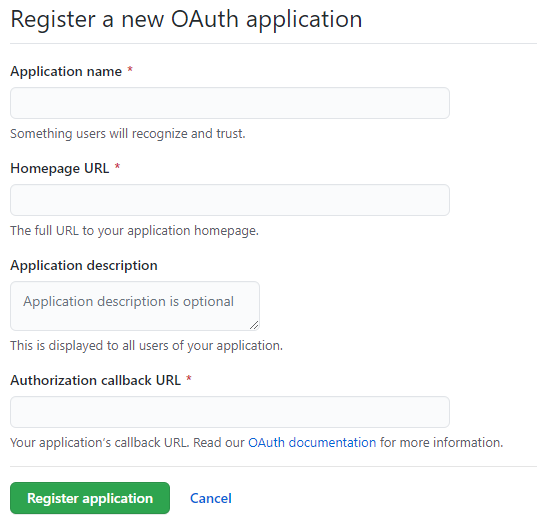 Register a new OAuth application
Application name *
Something users will recognize and trust.
Homepage URL *
The full URL to your application homepage.
Application description
Application description is optional
This is displayed to all users of your application.
Authorization callback URL *
Your application’s callback URL. Read our OAuth documentation for more information.
Register application Cancel